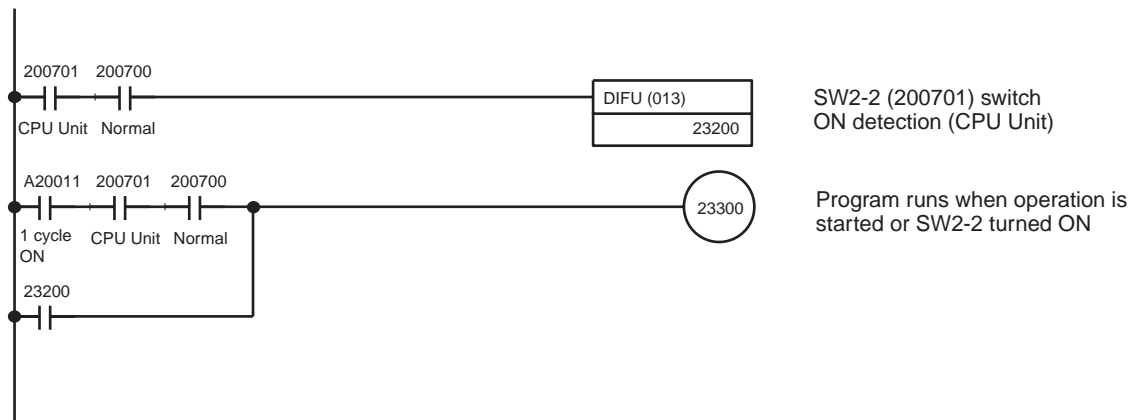 200701 200700
DIFU (013)
23200
CPU Unit Normal
SW2-2 (200701) switch
ON detection (CPU Unit)
A20011 200701 200700
23300
1 cycle
ON
CPU Unit Normal
Program runs when operation is
started or SW2-2 turned ON
23200